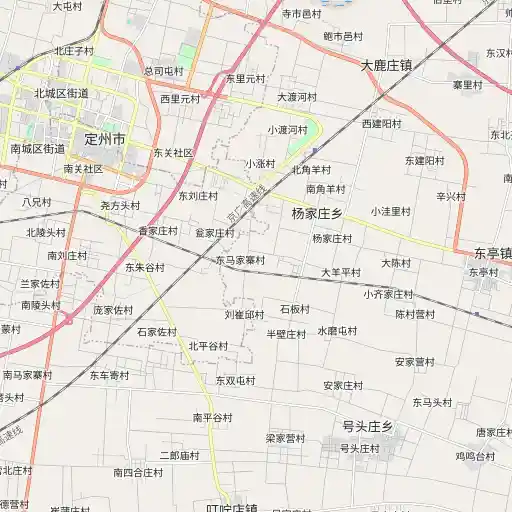 大屯村
寺市邑村
鲍市邑村
北庄子村
总司屯村
东里元村
大鹿庄镇
东汉村
寨里村
北城区街道
西里元村
大渡河村
小渡河村
西建阳村
定州市
南城区街道
东关社区
小涨村
东建阳村
南关社区
北角羊村
南角羊村
辛兴村
八兄村
尧方头村
东刘庄村
京广高速线
杨家庄乡
小洼里村
北陵头村
香家庄村
瓮家庄村
杨家庄村
南刘庄村
东朱谷村
东马家寨村
大羊平村
大陈村
东亭镇
东亭村
兰家佐村
小齐家庄村
南陵头村
庞家佐村
刘崔邱村
石板村
陈村营村
石家佐村
半壁庄村
水磨屯村
北平谷村
安家营村
南马家寨村
东车寄村
东双屯村
安家庄村
东马头村
南平谷村
号头庄乡
唐家庄村
梁家营村
号头庄村
二郎庙村
鸡鸣台村
南四合庄村
叮咛店镇